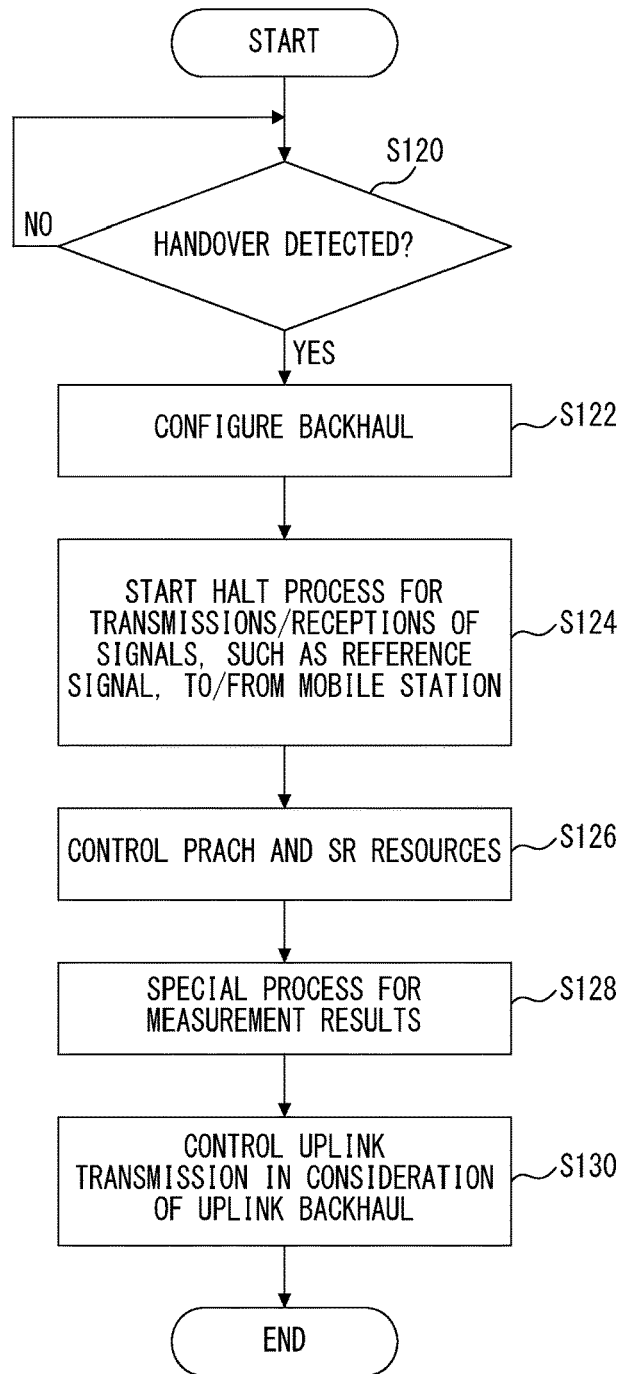 START
S120
NO
HANDOVER DETECTED?
YES
CONFIGURE BACKHAUL
S122
START HALT PROCESS FOR
TRANSMISSIONS/RECEPTIONS OF
SIGNALS, SUCH AS REFERENCE
SIGNAL, TO/FROM MOBILE STATION
S124
CONTROL PRACH AND SR RESOURCES
S126
SPECIAL PROCESS FOR
MEASUREMENT RESULTS
S128
CONTROL UPLINK
TRANSMISSION IN CONSIDERATION
OF UPLINK BACKHAUL
S130
END